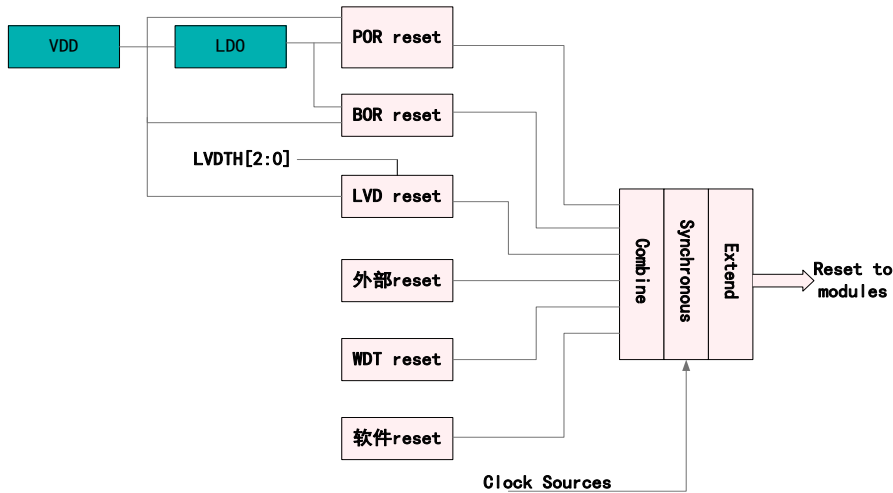 VDD
LDO
POR reset
BOR reset
LVDTH[2:0]
LVD reset
外部reset
WDT reset
软件reset
Combine
Synchronous
Extend
Reset to
modules
Clock Sources